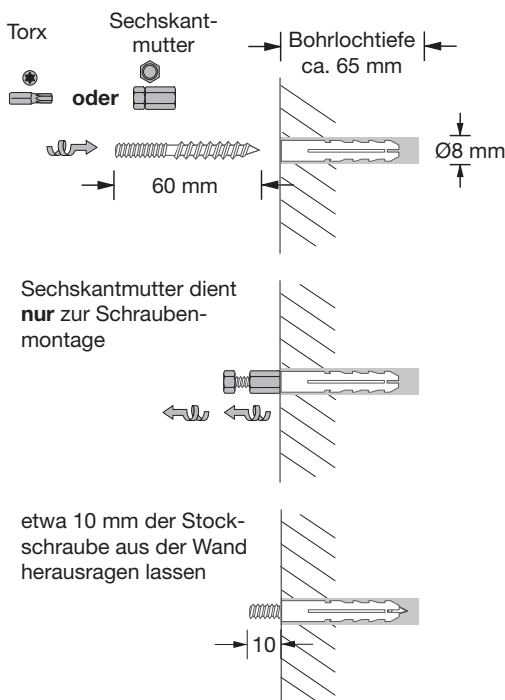 Torx
Sechskant-
mutter
oder
Bohrlochtiefe
ca. 65 mm
Ø8 mm
60 mm
Sechskantmutter dient
nur zur Schrauben-
montage
etwa 10 mm der Stock-
schraube aus der Wand
herausragen lassen
10